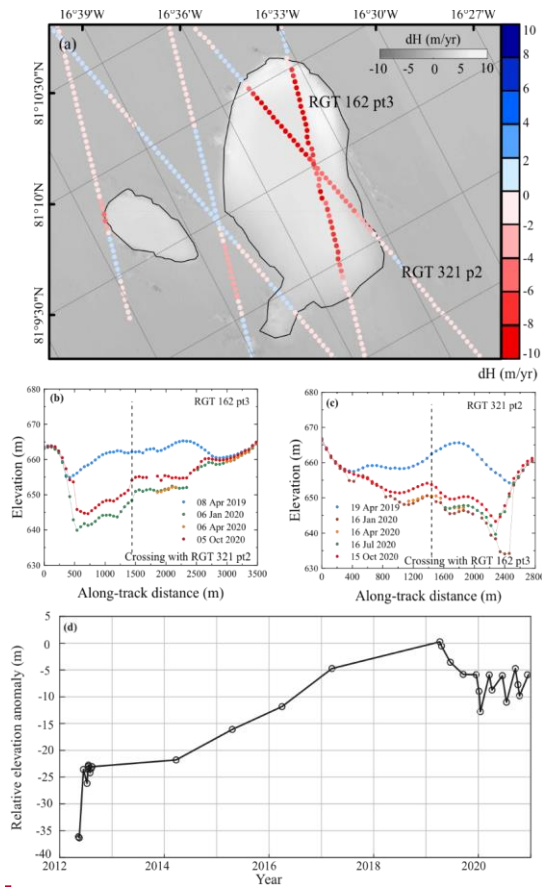 16°39'W 16°36'W 16°33'W 16°30'W 16°27'W
(a)
dH (m/yr)
-10 -5 0 5 10
RGT 162 pt3
RGT 321 p2
81°10'30"N
81°10'N
81°9'30"N
10
8
6
4
2
0
-2
-4
-6
-8
-10
dH (m/yr)
(b)
RGT 162 pt3
Elevation (m)
680
670
660
650
640
630
08 Apr 2019
06 Jan 2020
06 Apr 2020
05 Oct 2020
Crossing with RGT 321 pt2
0 500 1000 1500 2000 2500 3000 3500
Along-track distance (m)
(c)
RGT 321 pt2
Elevation (m)
680
670
660
650
640
630
19 Apr 2019
16 Jan 2020
16 Apr 2020
16 Jul 2020
15 Oct 2020
Crossing with RGT 162 pt3
0 400 800 1200 1600 2000 2400 2800
Along-track distance (m)
(d)
Relative elevation anomaly (m)
5
0
-5
-10
-15
-20
-25
-30
-35
-40
2012 2014 2016 2018 2020
Year